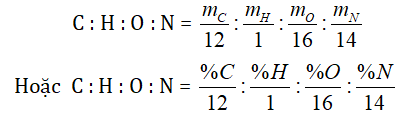 C : H : O : N = m_C/12 : m_H/1 : m_O/16 : m_N/14
Hoặc C : H : O : N = %C/12 : %H/1 : %O/16 : %N/14